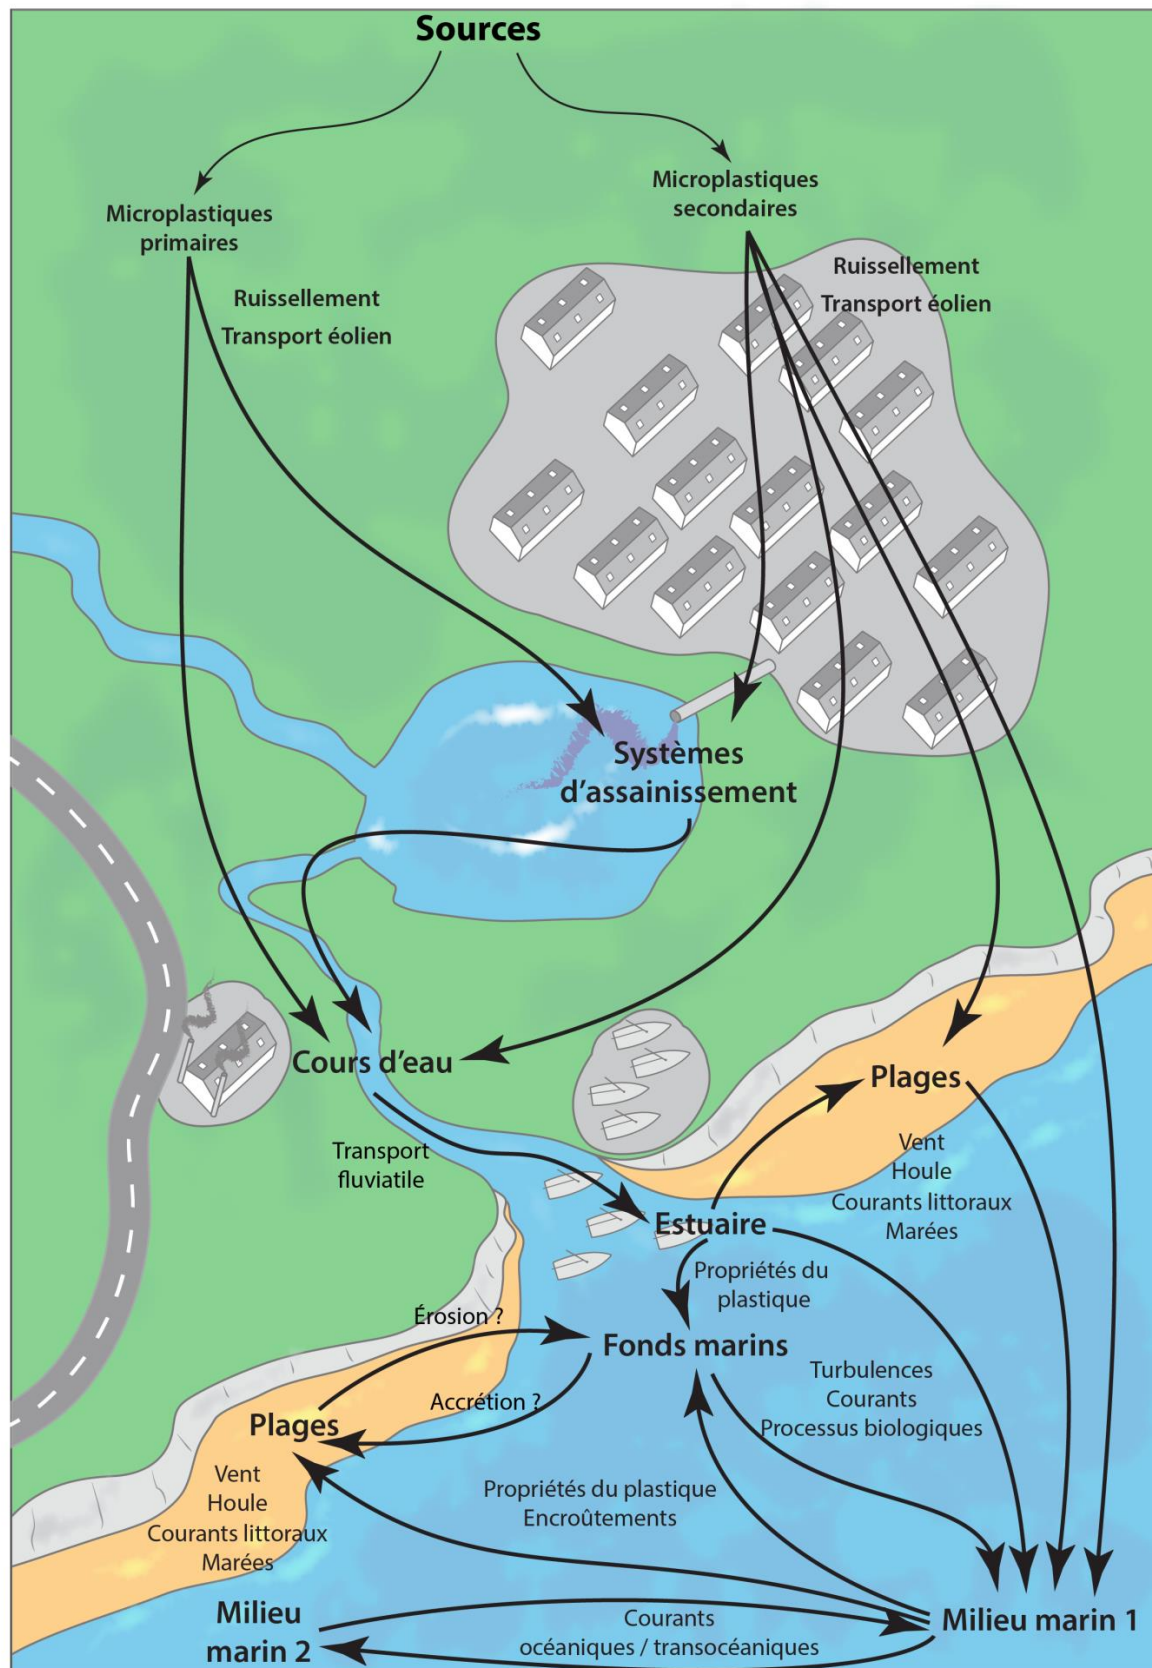 Sources
Microplastiques
primaires
Microplastiques
secondaires
Ruissellement
Transport éolien
Ruissellement
Transport éolien
Systèmes
d'assainissement
Cours d'eau
Plages
Transport
fluviatile
Vent
Houle
Courants littoraux
Marées
Estuaire
Propriétés du
plastique
Érosion ?
Fonds marins
Turbulences
Courants
Processus biologiques
Accrétion ?
Plages
Vent
Houle
Courants littoraux
Marées
Propriétés du plastique
Encroûtements
Milieu
marin 2
Courants
océaniques / transocéaniques
Milieu marin 1